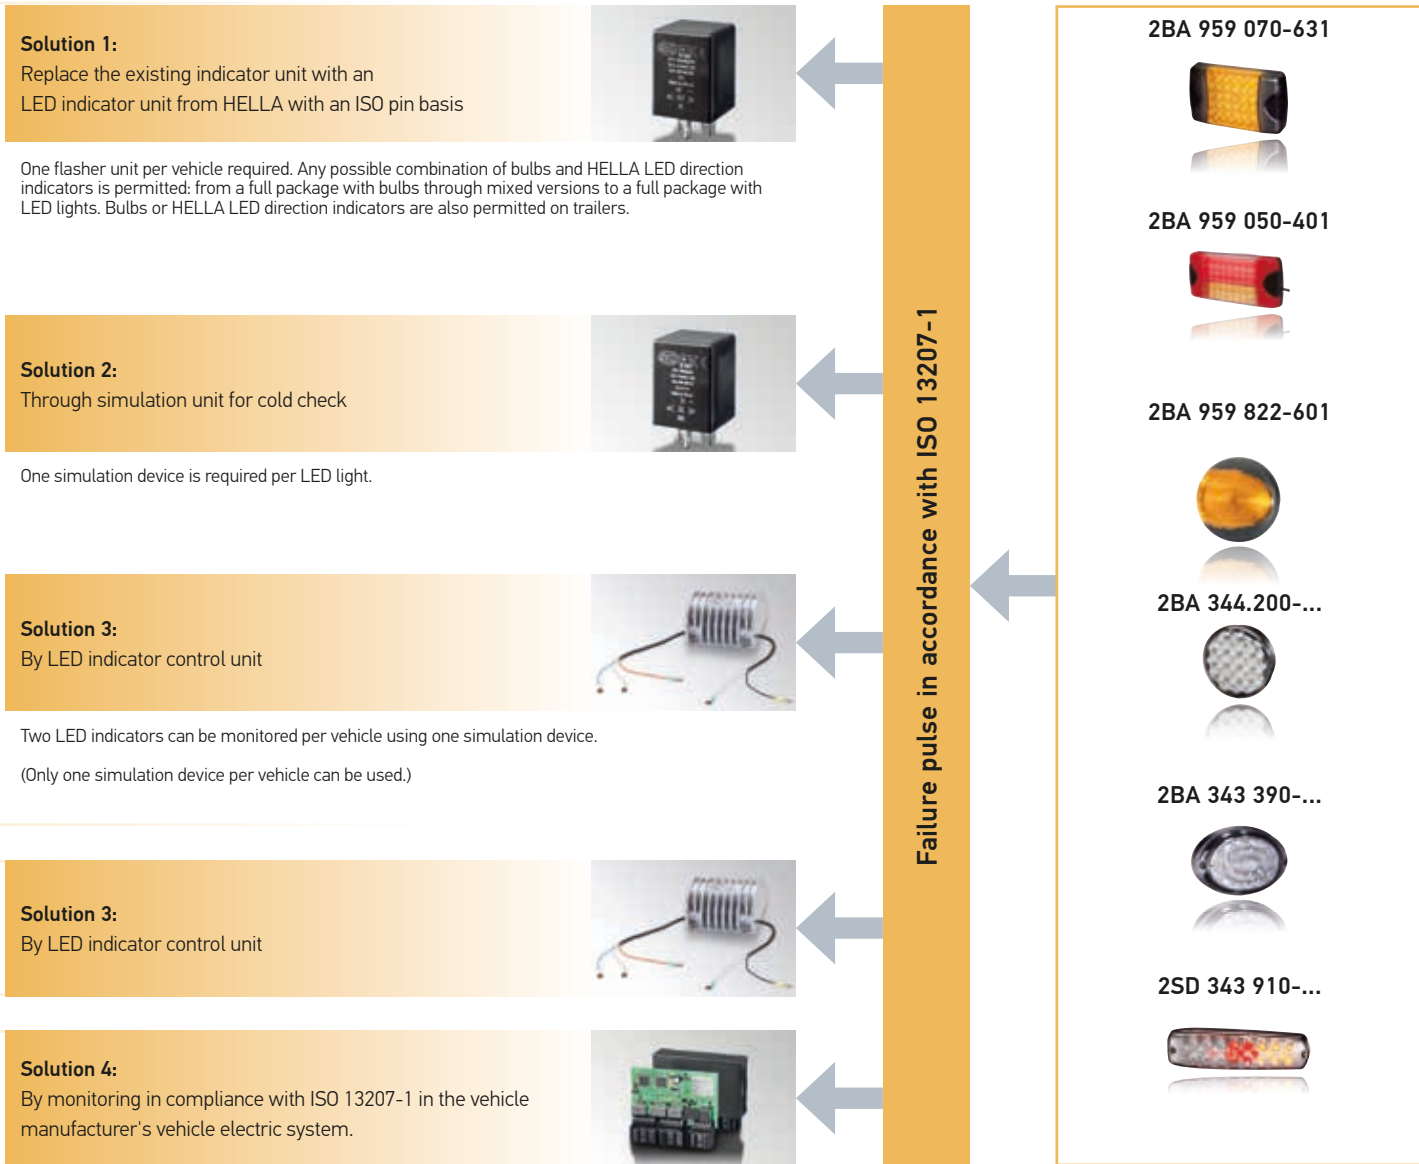 Solution 1:
Replace the existing indicator unit with an
LED indicator unit from HELLA with an ISO pin basis
One flasher unit per vehicle required. Any possible combination of bulbs and HELLA LED direction
indicators is permitted: from a full package with bulbs through mixed versions to a full package with
LED lights. Bulbs or HELLA LED direction indicators are also permitted on trailers.
Solution 2:
Through simulation unit for cold check
One simulation device is required per LED light.
Solution 3:
By LED indicator control unit
Two LED indicators can be monitored per vehicle using one simulation device.
(Only one simulation device per vehicle can be used.)
Solution 3:
By LED indicator control unit
Solution 4:
By monitoring in compliance with ISO 13207-1 in the vehicle
manufacturer's vehicle electric system.
Failure pulse in accordance with ISO 13207-1
2BA 959 070-631
2BA 959 050-401
2BA 959 822-601
2BA 344.200-...
2BA 343 390-...
2SD 343 910-...